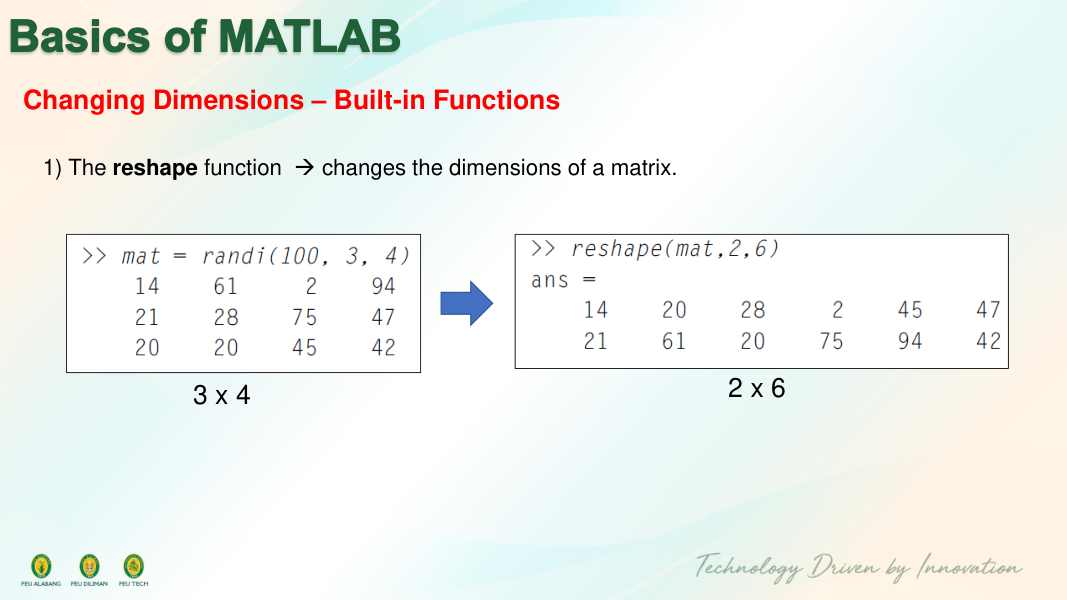 Basics of MATLAB
Changing Dimensions – Built-in Functions
1) The reshape function → changes the dimensions of a matrix.
>> mat = randi(100, 3, 4)
14 61 2 94
21 28 75 47
20 20 45 42
3 x 4
>> reshape(mat,2,6)
ans =
14 20 28 2 45 47
21 61 20 75 94 42
2 x 6
FEU ALABANG FEU DILIMAN FEU TECH
Technology Driven by Innovation